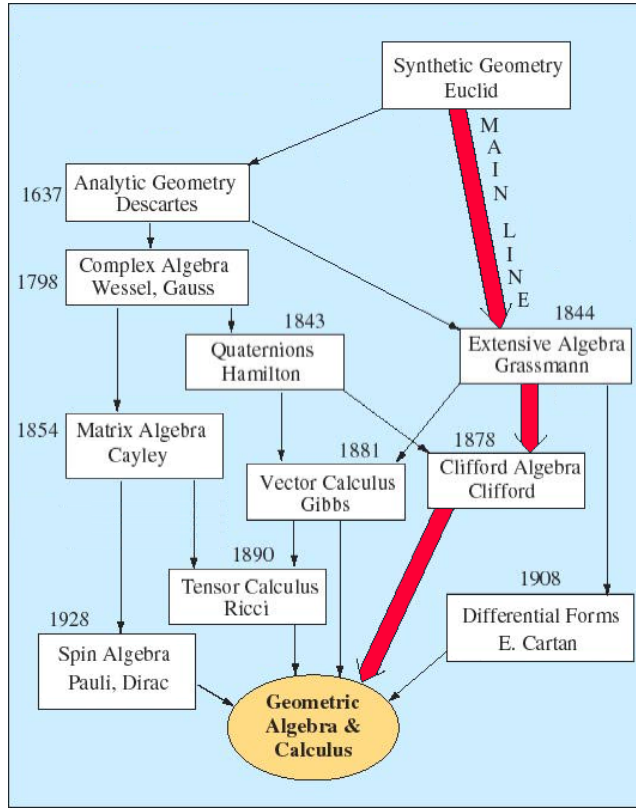 Synthetic Geometry
Euclid
MAIN LINE
1637
Analytic Geometry
Descartes
1798
Complex Algebra
Wessel, Gauss
1843
Quaternions
Hamilton
1844
Extensive Algebra
Grassmann
1854
Matrix Algebra
Cayley
1881
Vector Calculus
Gibbs
1878
Clifford Algebra
Clifford
1890
Tensor Calculus
Ricci
1908
Differential Forms
E. Cartan
1928
Spin Algebra
Pauli, Dirac
Geometric
Algebra &
Calculus